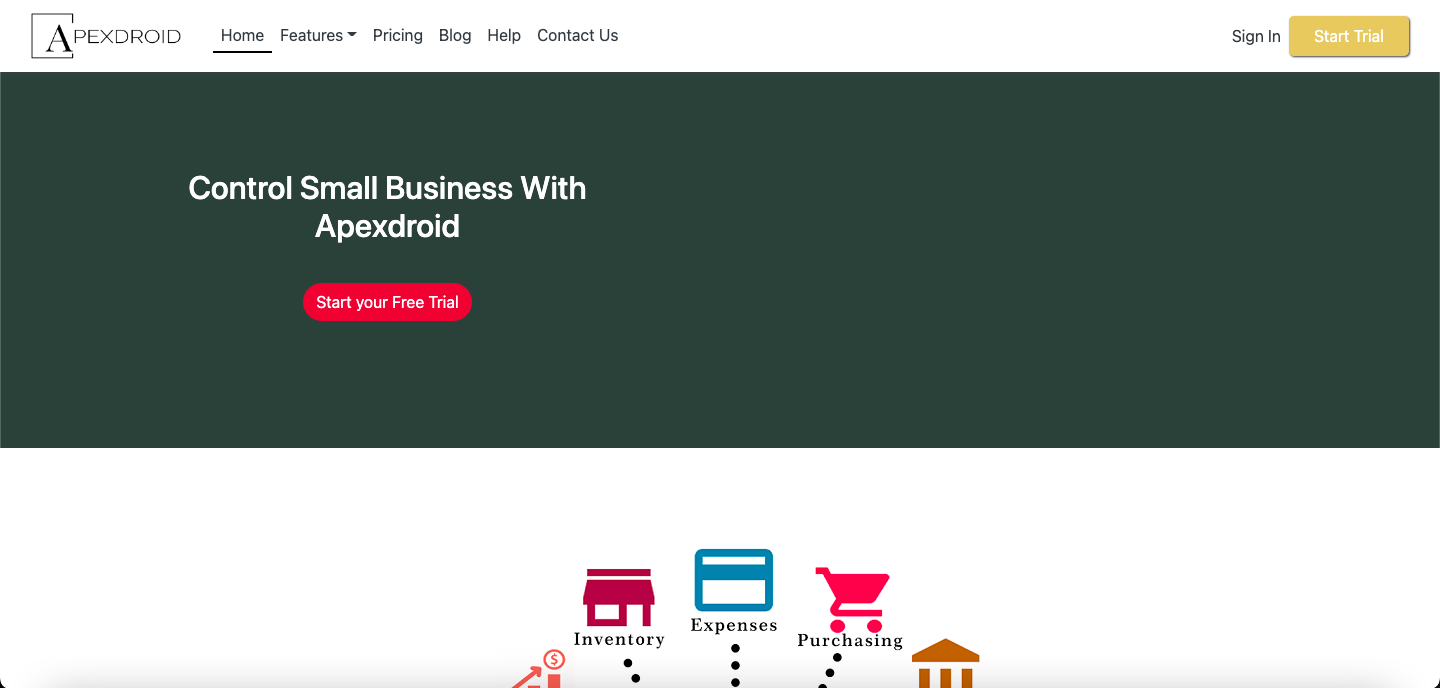 APEXDROID
Home Features Pricing Blog Help Contact Us
Sign In Start Trial
Control Small Business With
Apexdroid
Start your Free Trial
Expenses
Inventory
Purchasing
$